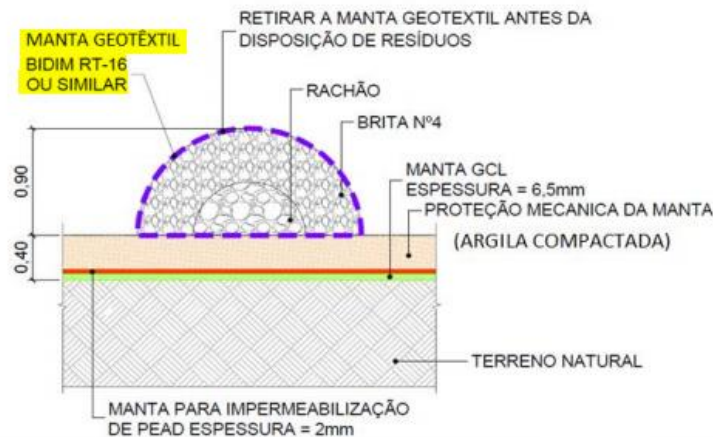 RETIRAR A MANTA GEOTEXTIL ANTES DA
DISPOSIÇÃO DE RESÍDUOS
MANTA GEOTÊXTIL
BIDIM RT-16
OU SIMILAR
RACHÃO
BRITA Nº4
0,90
MANTA GCL
ESPESSURA = 6,5mm
PROTEÇÃO MECANICA DA MANTA
(ARGILA COMPACTADA)
0,40
TERRENO NATURAL
MANTA PARA IMPERMEABILIZAÇÃO
DE PEAD ESPESSURA = 2mm